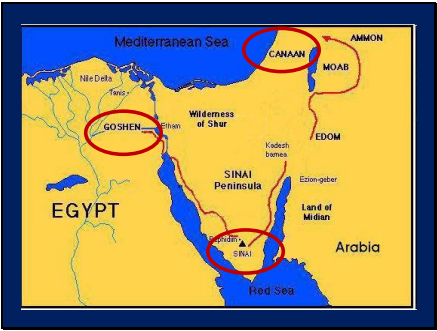 Mediterranean Sea
CANAAN
AMMON
MOAB
Nile Delta
Tanis
GOSHEN
Etham
Wilderness
of Shur
EDOM
Kadesh
barnea
SINAI
Peninsula
Ezion-geber
EGYPT
Land of
Midian
Rephidim
SINAI
Arabia
Red Sea